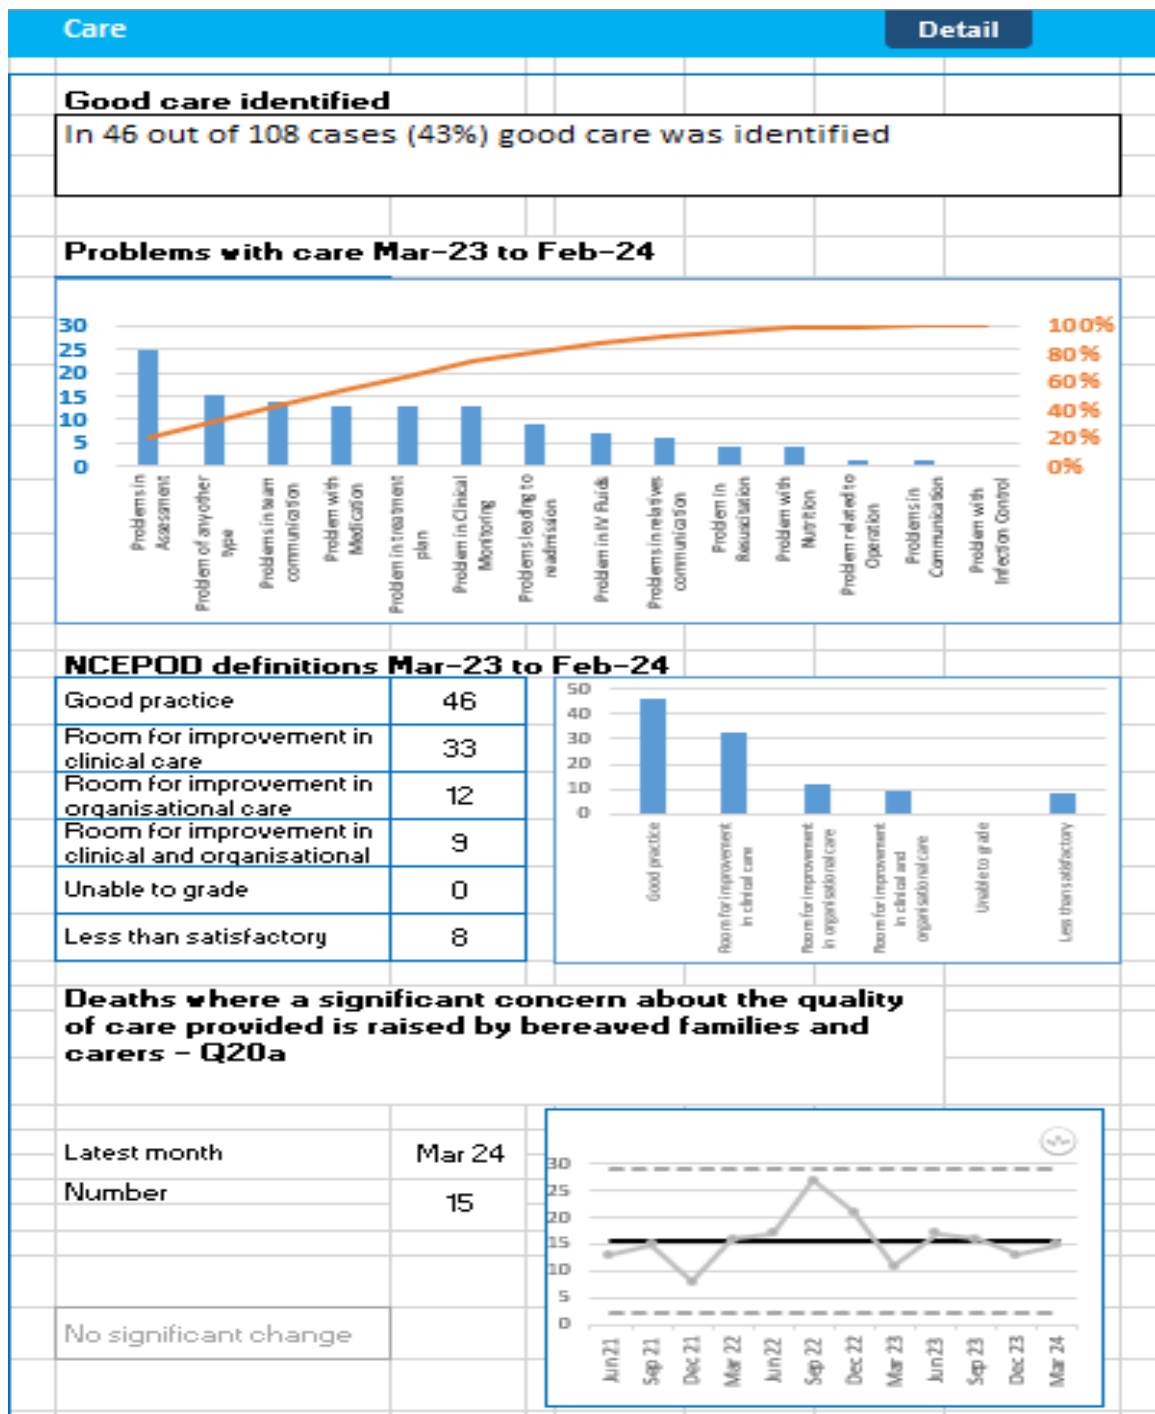 Care
Detail
Good care identified
In 46 out of 108 cases (43%) good care was identified
Problems with care Mar-23 to Feb-24
30
25
20
15
10
5
0
100%
80%
60%
40%
20%
0%
Problems in
Assessment
Problem of any other
type
Problems in team
communication
Problem with
Medication
Problem in treatment
plan
Problem in Clinical
Monitoring
Problems leading to
readmission
Problem in IV Fluids
Problems in relatives
communication
Problem in
Resuscitation
Problem with
Nutrition
Problem related to
Operation
Problems in
Communication
Problem with
Infection Control
NCEPOD definitions Mar-23 to Feb-24
Good practice 46
Room for improvement in
clinical care
33
Room for improvement in
organisational care
12
Room for improvement in
clinical and organisational
9
Unable to grade 0
Less than satisfactory 8
50
40
30
20
10
0
Good practice
Room for improvement
in clinical care
Room for improvement
in organisational care
Room for improvement
in clinical and
organisational care
Unable to grade
Less than satisfactory
Deaths where a significant concern about the quality
of care provided is raised by bereaved families and
carers - Q20a
Latest month Mar 24
Number 15
No significant change
30
25
20
15
10
5
0
Jun 21
Sep 21
Dec 21
Mar 22
Jun 22
Sep 22
Dec 22
Mar 23
Jun 23
Sep 23
Dec 23
Mar 24